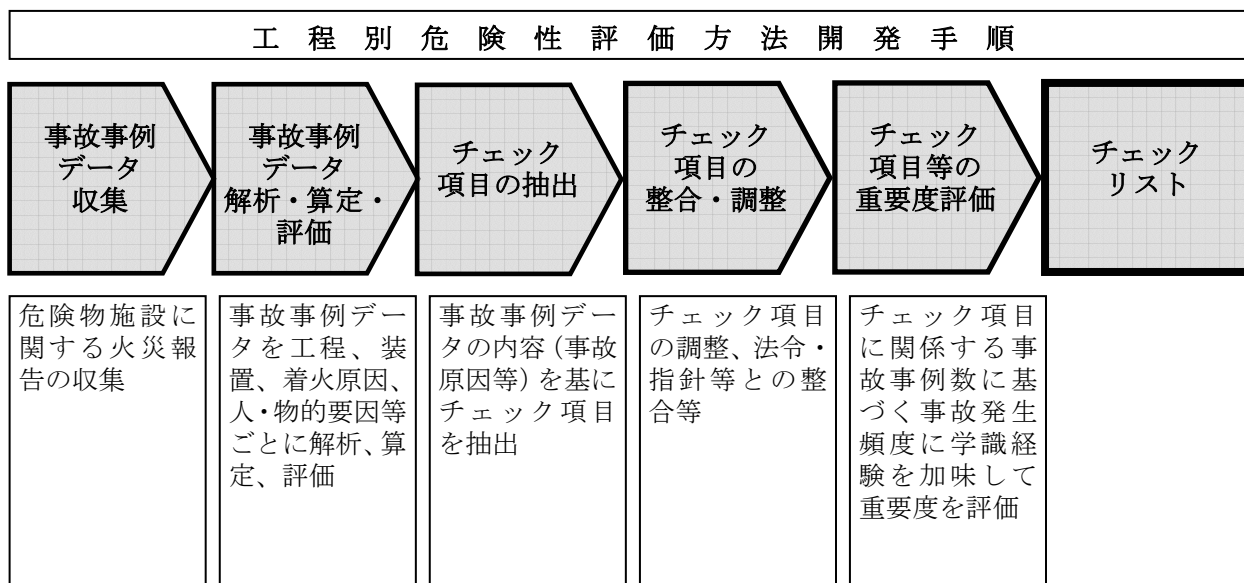 工程別危険性評価方法開発手順
事故事例
データ
収集
事故事例
データ
解析・算定・
評価
チェック
項目の抽出
チェック
項目の
整合・調整
チェック
項目等の
重要度評価
チェック
リスト
危険物施設に
関する火災報
告の収集
事故事例デー
タを工程、装
置、着火原因、
人・物的要因等
ごとに解析、算
定、評価
事故事例デー
タの内容（事故
原因等）を基に
チェック項目
を抽出
チェック項目
の調整、法令・
指針等との整
合等
チェック項目
に関係する事
故事例数に基
づく事故発生
頻度に学識経
験を加味して
重要度を評価